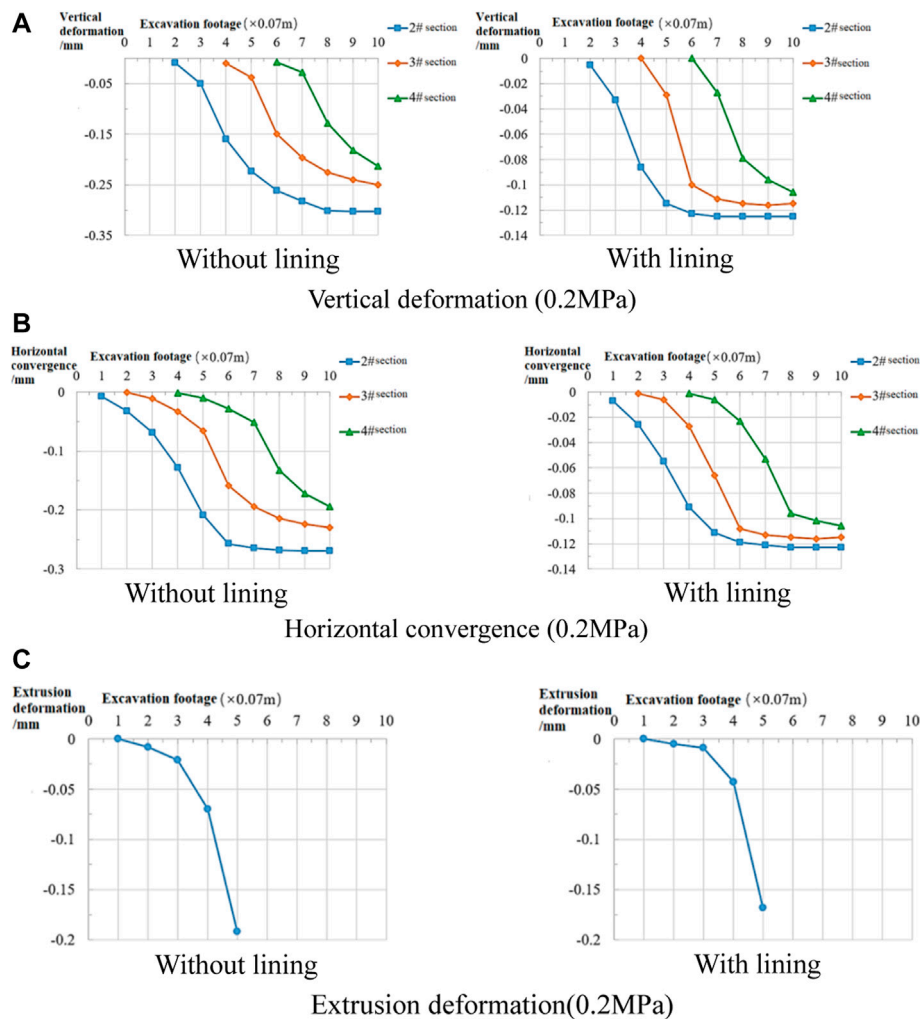 A
Vertical
deformation
/mm
Excavation footage (×0.07m)
0 1 2 3 4 5 6 7 8 9 10
-0.05
-0.15
-0.25
-0.35
2#section
3#section
4#section
Without lining
Vertical
deformation
/mm
Excavation footage (×0.07m)
0 1 2 3 4 5 6 7 8 9 10
0
-0.02
-0.04
-0.06
-0.08
-0.1
-0.12
-0.14
2#section
3#section
4#section
With lining
Vertical deformation (0.2MPa)
B
Horizontal
convergence
/mm
Excavation footage (×0.07m)
0 1 2 3 4 5 6 7 8 9 10
0
-0.1
-0.2
-0.3
2#section
3#section
4#section
Without lining
Horizontal
convergence
/mm
Excavation footage (×0.07m)
0 1 2 3 4 5 6 7 8 9 10
0
-0.02
-0.04
-0.06
-0.08
-0.1
-0.12
-0.14
2#section
3#section
4#section
With lining
Horizontal convergence (0.2MPa)
C
Extrusion
deformation
/mm
Excavation footage (×0.07m)
0 1 2 3 4 5 6 7 8 9 10
0
-0.05
-0.1
-0.15
-0.2
Without lining
Extrusion
deformation
/mm
Excavation footage (×0.07m)
0 1 2 3 4 5 6 7 8 9 10
0
-0.05
-0.1
-0.15
-0.2
With lining
Extrusion deformation(0.2MPa)